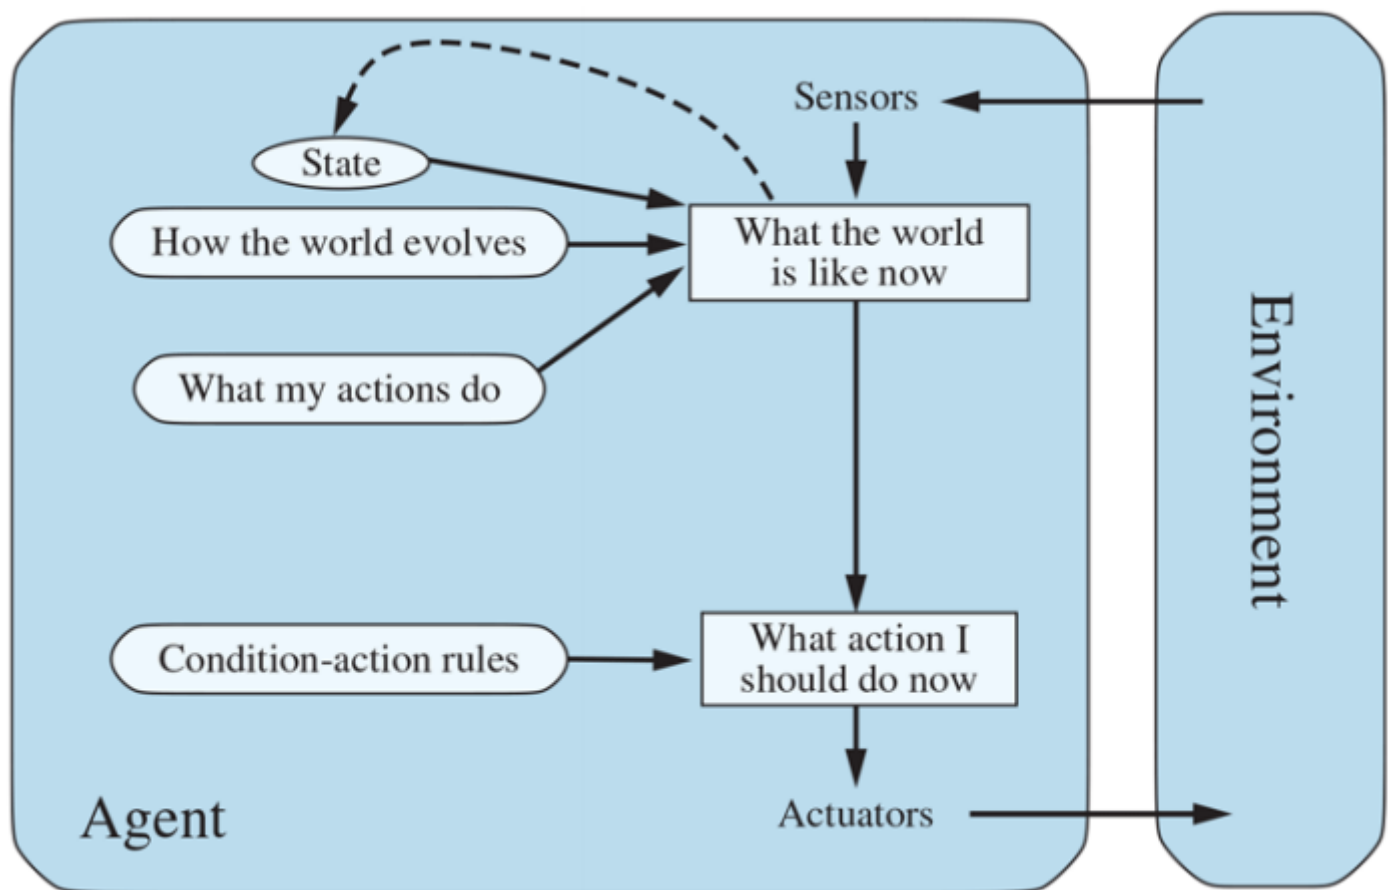 Sensors
State
How the world evolves
What the world
is like now
What my actions do
Environment
Condition-action rules
What action I
should do now
Agent
Actuators